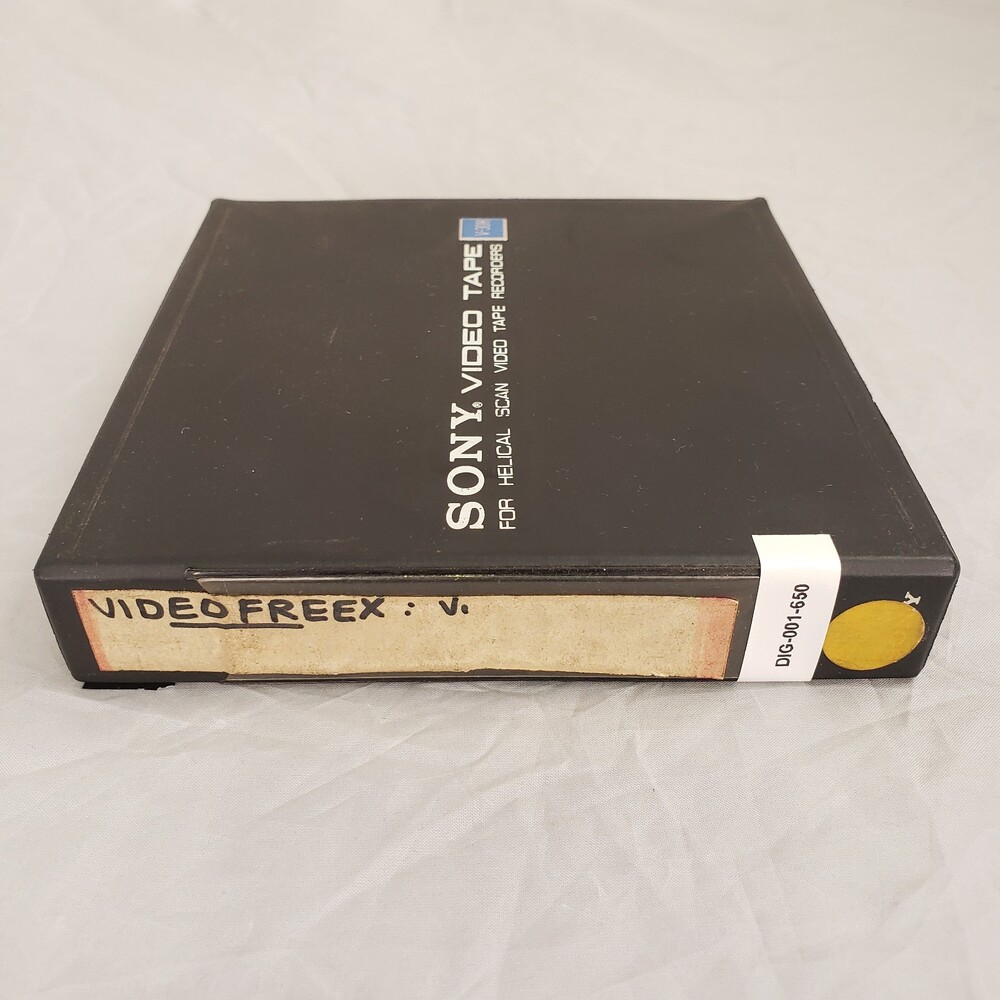 SONY® VIDEO TAPE
FOR HELICAL SCAN VIDEO TAPE RECORDERS
VIDEOFREEX: V.
DIG-001-650
Y